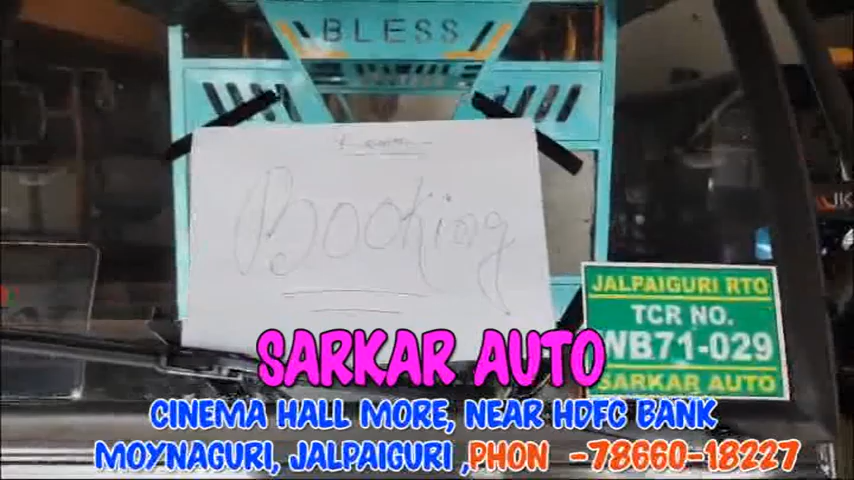 BLESS
Booking
JALPAIGURI RTO
TCR NO.
WB71-029
SARKAR AUTO
SARKAR AUTO
CINEMA HALL MORE, NEAR HDFC BANK
MOYNAGURI, JALPAIGURI ,PHON -78660-18227